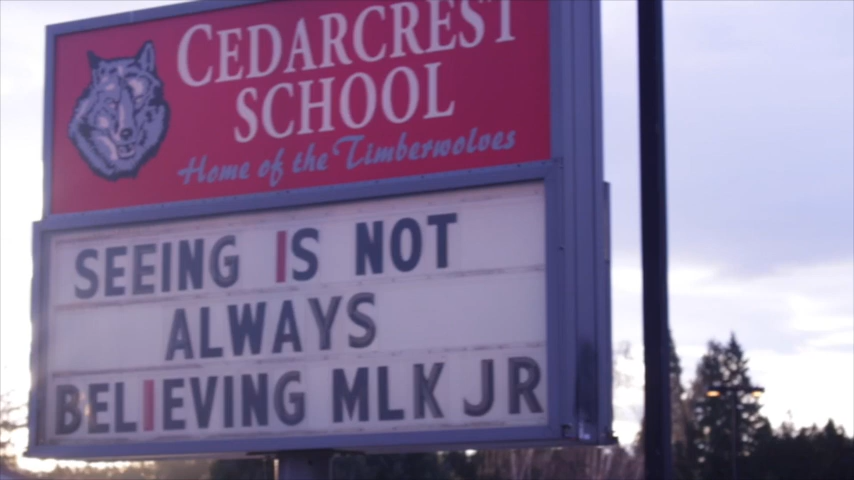 CEDARCREST
SCHOOL
Home of the Timberwolves
SEEING IS NOT
ALWAYS
BELIEVING MLK JR